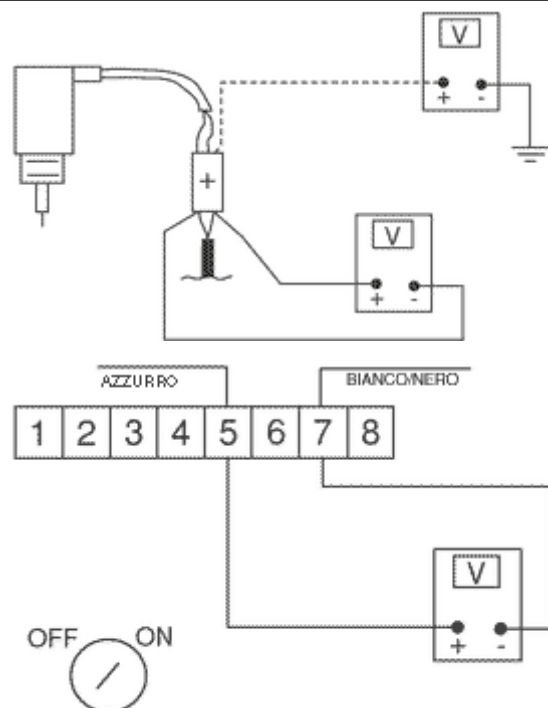 V
+ -
+
V
+ -
AZZURRO
BIANCO/NERO
1 2 3 4 5 6 7 8
V
+ -
OFF ON